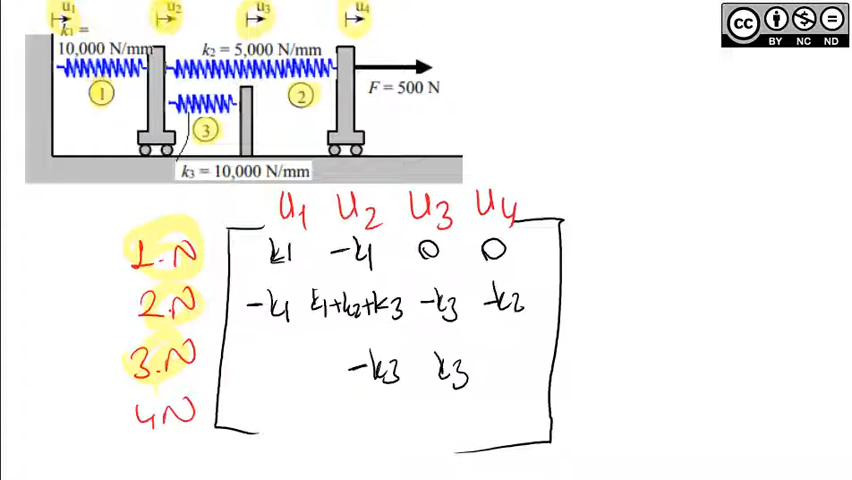 u1 u2 u3 u4
k1 =
10,000 N/mm
k2 = 5,000 N/mm
F = 500 N
1 2
3
k3 = 10,000 N/mm
u1 u2 u3 u4
1.N k1 -k1 0 0
2.N -k1 k1+k2+k3 -k3 -k2
3.N -k3 k3
4N
CC
BY NC ND